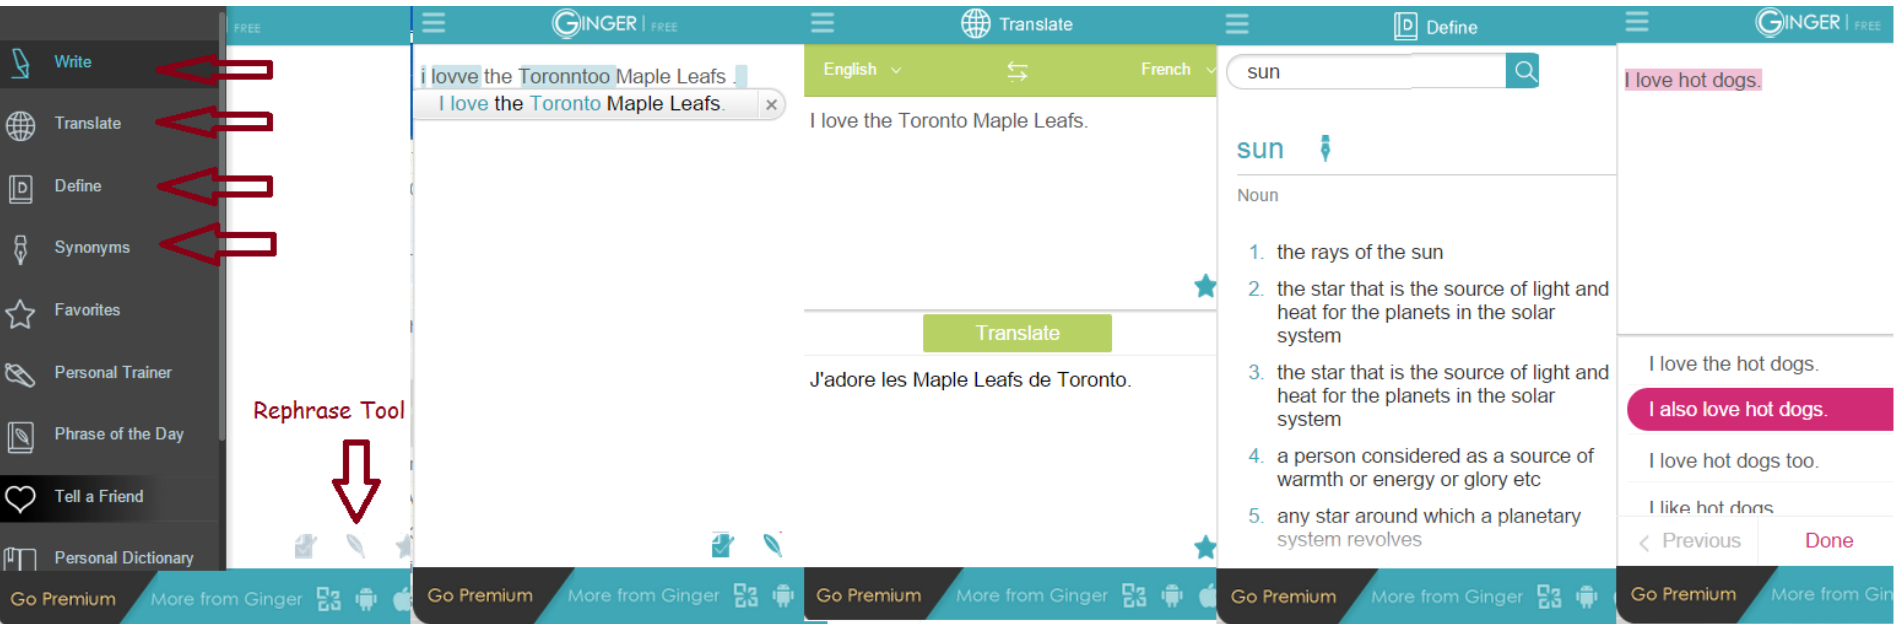 FREE
Write
Translate
Define
Synonyms
Favorites
Personal Trainer
Phrase of the Day
Tell a Friend
Personal Dictionary
Rephrase Tool
Go Premium
More from Ginger
GINGER | FREE
i lovve the Toronntoo Maple Leafs .
I love the Toronto Maple Leafs.
Go Premium
More from Ginger
Translate
English
French
I love the Toronto Maple Leafs.
Translate
J'adore les Maple Leafs de Toronto.
Go Premium
More from Ginger
Define
sun
sun
Noun
1. the rays of the sun
2. the star that is the source of light and
heat for the planets in the solar
system
3. the star that is the source of light and
heat for the planets in the solar
system
4. a person considered as a source of
warmth or energy or glory etc
5. any star around which a planetary
system revolves
Go Premium
More from Ginger
GINGER | FREE
I love hot dogs.
I love the hot dogs.
I also love hot dogs.
I love hot dogs too.
I like hot dogs
Previous
Done
Go Premium
More from Gin